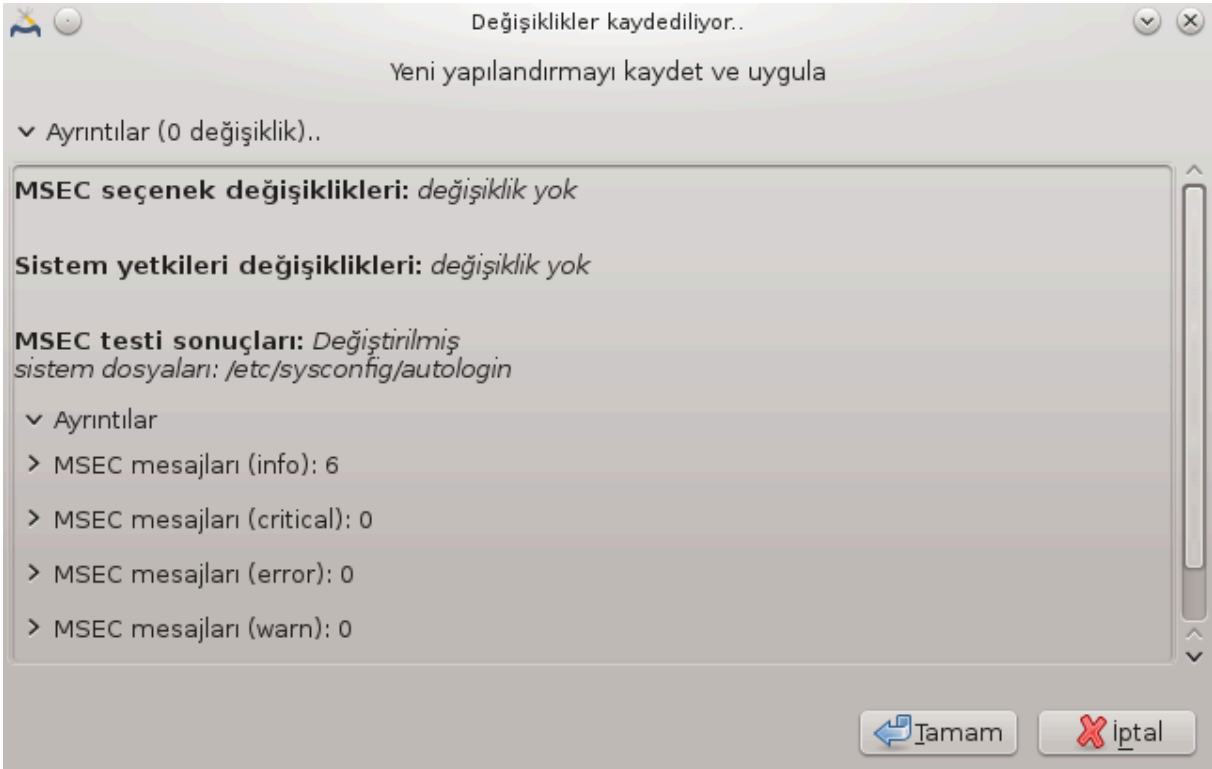 Değişiklikler kaydediliyor..
Yeni yapılandırmayı kaydet ve uygula
Ayrıntılar (0 değişiklik)..
MSEC seçenek değişiklikleri: değişiklik yok
Sistem yetkileri değişiklikleri: değişiklik yok
MSEC testi sonuçları: Değiştirilmiş
sistem dosyaları: /etc/sysconfig/autologin
Ayrıntılar
MSEC mesajları (info): 6
MSEC mesajları (critical): 0
MSEC mesajları (error): 0
MSEC mesajları (warn): 0
Tamam İptal